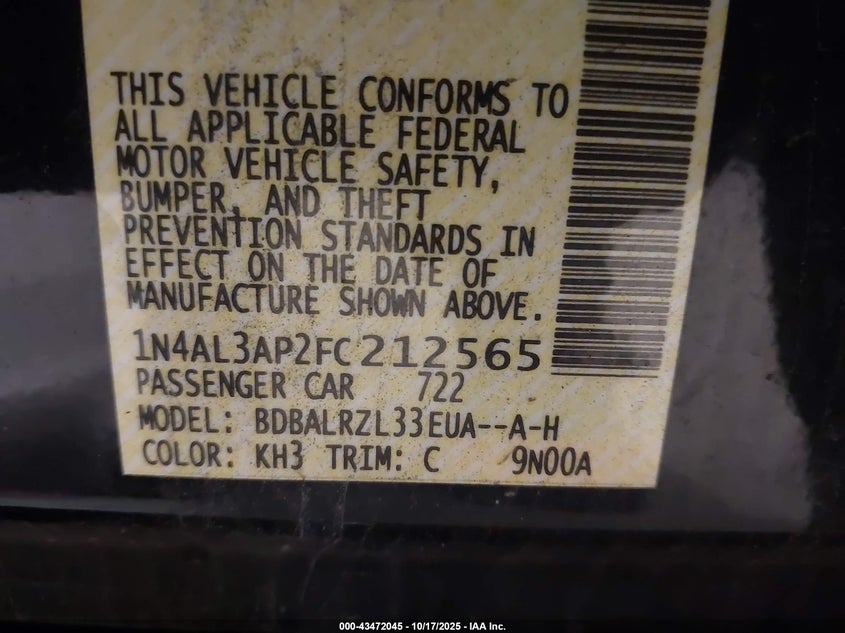 THIS VEHICLE CONFORMS TO
ALL APPLICABLE FEDERAL
MOTOR VEHICLE SAFETY,
BUMPER, AND THEFT
PREVENTION STANDARDS IN
EFFECT ON THE DATE OF
MANUFACTURE SHOWN ABOVE.
1N4AL3AP2FC212565
PASSENGER CAR 722
MODEL: BDBALRZL33EUA--A-H
COLOR: KH3 TRIM: C 9N00A
000-43472045 - 10/17/2025 - IAA Inc.